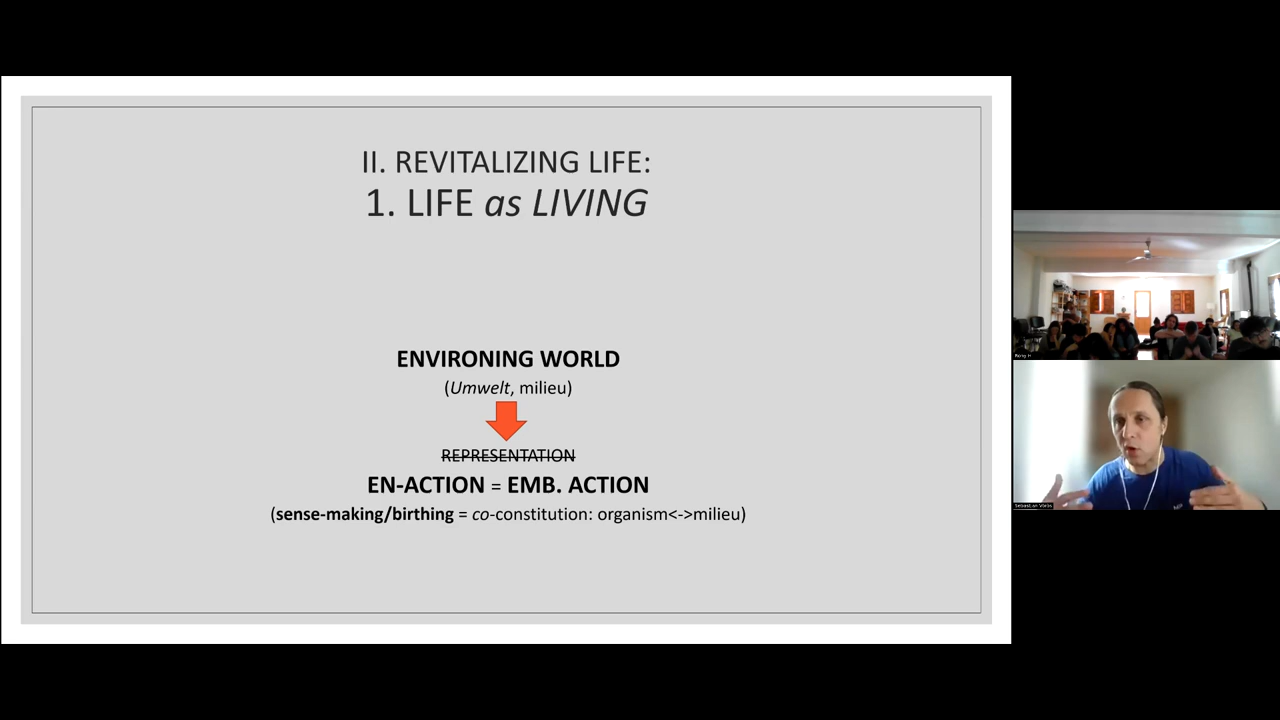 II. REVITALIZING LIFE:
1. LIFE as LIVING
ENVIRONING WORLD
(Umwelt, milieu)
REPRESENTATION
EN-ACTION = EMB. ACTION
(sense-making/birthing = co-constitution: organism<->milieu)